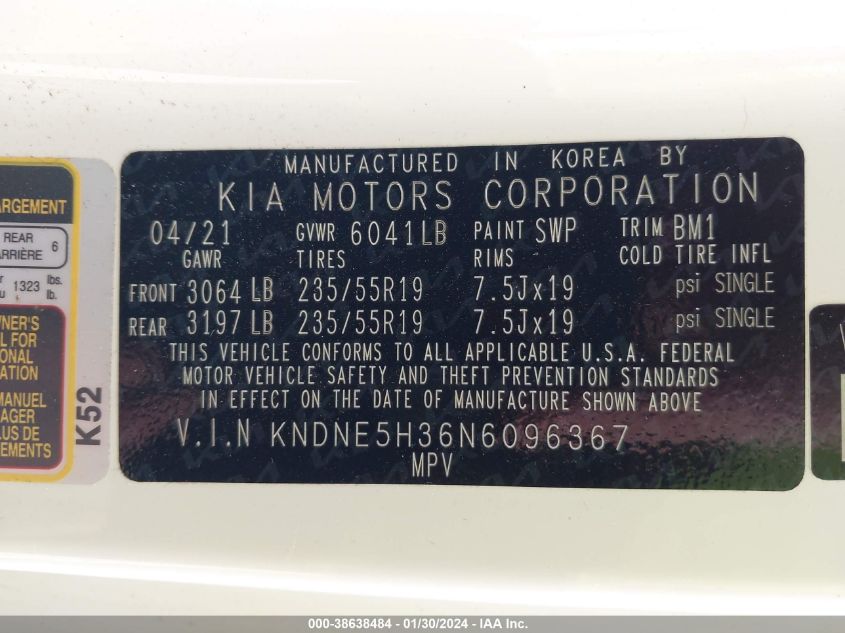 ARGEMENT
REAR 6
ARRIÈRE
1323 lbs.
lb.
WNER'S
L FOR
IONAL
ATION
MANUEL
AGER
PLUS DE
EMENTS
K52
MANUFACTURED IN KOREA BY
KIA MOTORS CORPORATION
04/21 GVWR 6041LB PAINT SWP TRIM BM1
GAWR TIRES RIMS COLD TIRE INFL
FRONT 3064 LB 235/55R19 7.5Jx19 psi SINGLE
REAR 3197 LB 235/55R19 7.5Jx19 psi SINGLE
THIS VEHICLE CONFORMS TO ALL APPLICABLE U.S.A. FEDERAL
MOTOR VEHICLE SAFETY AND THEFT PREVENTION STANDARDS
IN EFFECT ON THE DATE OF MANUFACTURE SHOWN ABOVE
V.I.N KNDNE5H36N6096367
MPV
000-38638484 - 01/30/2024 - IAA Inc.